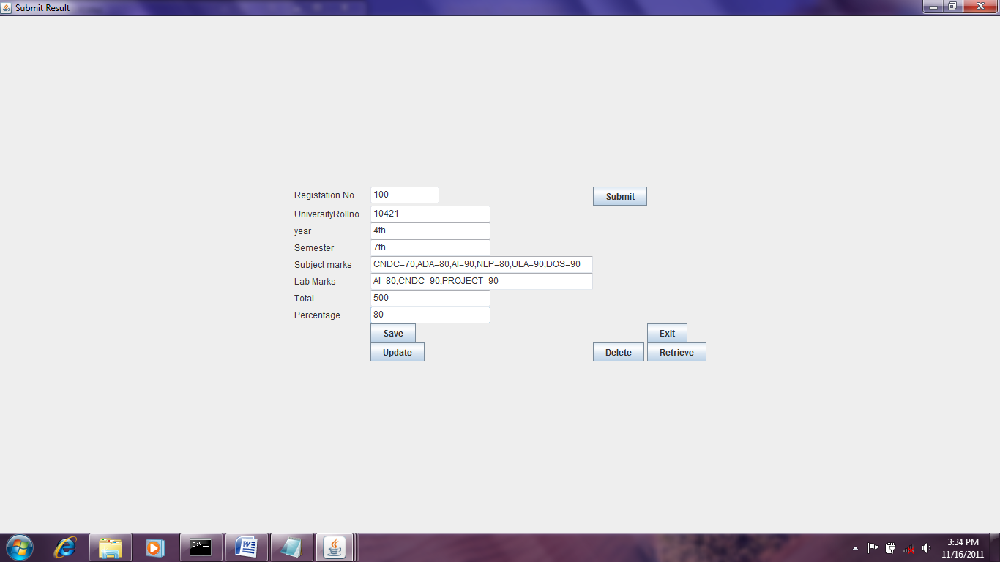 Submit Result
Registation No. 100 Submit
UniversityRollno. 10421
year 4th
Semester 7th
Subject marks CNDC=70,ADA=80,AI=90,NLP=80,ULA=90,DOS=90
Lab Marks AI=80,CNDC=90,PROJECT=90
Total 500
Percentage 80
Save Exit
Update Delete Retrieve
C:\_
3:34 PM
11/16/2011